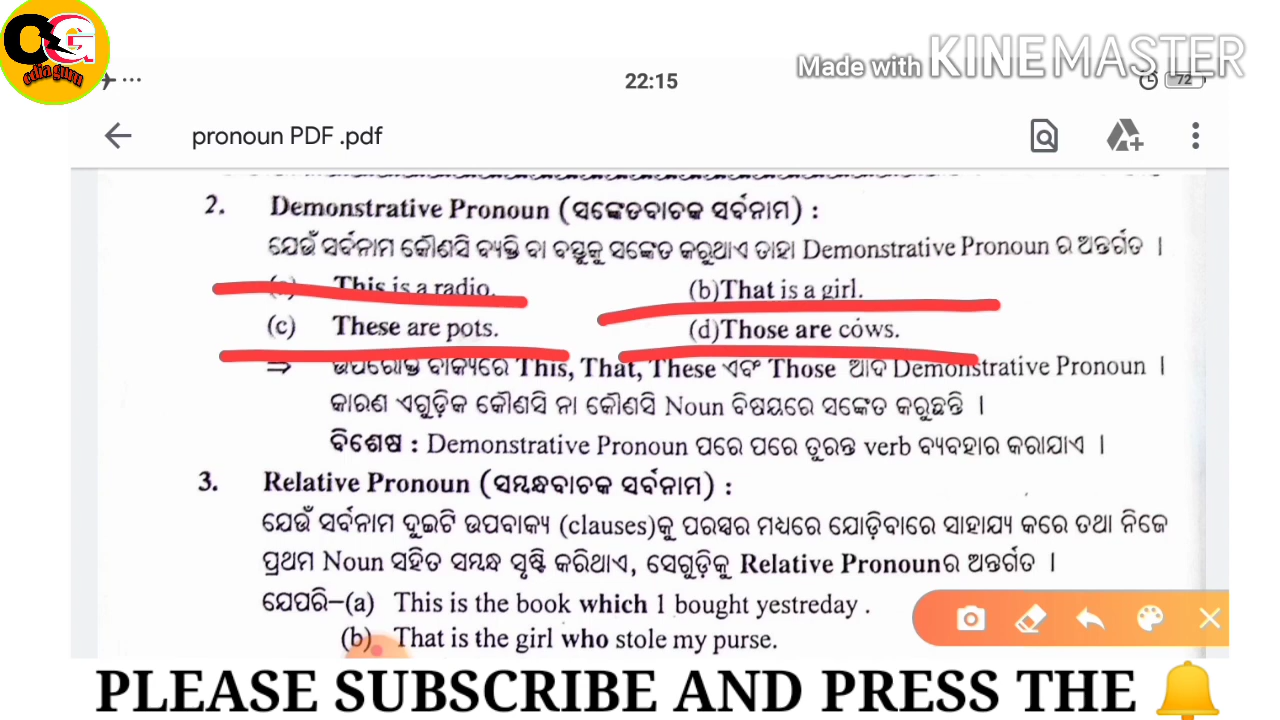 OG
odia guru
Made with KINEMASTER
22:15
72
pronoun PDF .pdf
2. Demonstrative Pronoun (ସଙ୍କେତବାଚକ ସର୍ବନାମ) :
ଯେଉଁ ସର୍ବନାମ କୌଣସି ବ୍ୟକ୍ତି ବା ବସ୍ତୁକୁ ସଙ୍କେତ କରୁଥାଏ ତାହା Demonstrative Pronoun ର ଅନ୍ତର୍ଗତ ।
This is a radio. (b) That is a girl.
(c) These are pots. (d) Those are cows.
⇒ ଉପରୋକ୍ତ ବାକ୍ୟରେ This, That, These ଏବଂ Those ଆଦି Demonstrative Pronoun ।
କାରଣ ଏଗୁଡ଼ିକ କୌଣସି ନା କୌଣସି Noun ବିଷୟରେ ସଙ୍କେତ କରୁଛନ୍ତି ।
ବିଶେଷ : Demonstrative Pronoun ପରେ ପରେ ତୁରନ୍ତ verb ବ୍ୟବହାର କରାଯାଏ ।
3. Relative Pronoun (ସମ୍ବନ୍ଧବାଚକ ସର୍ବନାମ) :
ଯେଉଁ ସର୍ବନାମ ଦୁଇଟି ଉପବାକ୍ୟ (clauses)କୁ ପରସ୍ପର ମଧ୍ୟରେ ଯୋଡ଼ିବାରେ ସାହାଯ୍ୟ କରେ ତଥା ନିଜେ
ପ୍ରଥମ Noun ସହିତ ସମ୍ବନ୍ଧ ସୃଷ୍ଟି କରିଥାଏ, ସେଗୁଡ଼ିକୁ Relative Pronounର ଅନ୍ତର୍ଗତ ।
ଯେପରି–(a) This is the book which I bought yestreday .
(b) That is the girl who stole my purse.
PLEASE SUBSCRIBE AND PRESS THE 🔔